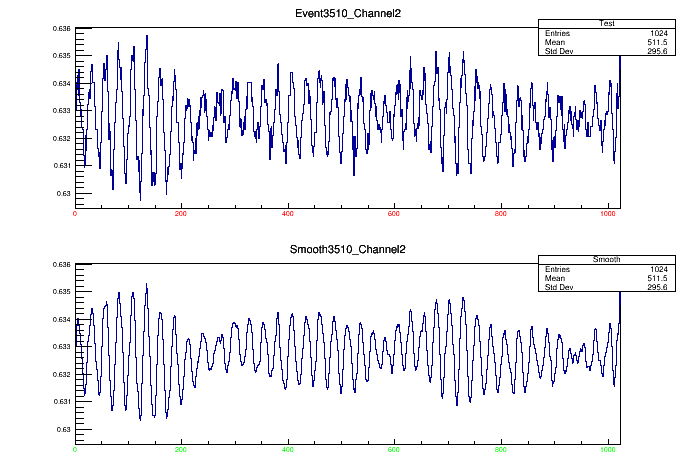 Event3510_Channel2
Test
Entries 1024
Mean 511.5
Std Dev 295.6
0.636
0.635
0.634
0.633
0.632
0.631
0.63
0 200 400 600 800 1000
Smooth3510_Channel2
Smooth
Entries 1024
Mean 511.5
Std Dev 295.6
0.636
0.635
0.634
0.633
0.632
0.631
0.63
0 200 400 600 800 1000